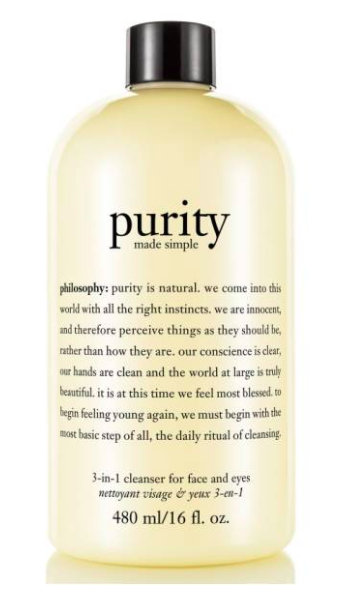 purity
made simple
philosophy: purity is natural. we come into this
world with all the right instincts. we are innocent,
and therefore perceive things as they should be,
rather than how they are. our conscience is clear,
our hands are clean and the world at large is truly
beautiful. it is at this time we feel most blessed. to
begin feeling young again, we must begin with the
most basic step of all, the daily ritual of cleansing.
3-in-1 cleanser for face and eyes
nettoyant visage & yeux 3-en-1
480 ml/16 fl. oz.